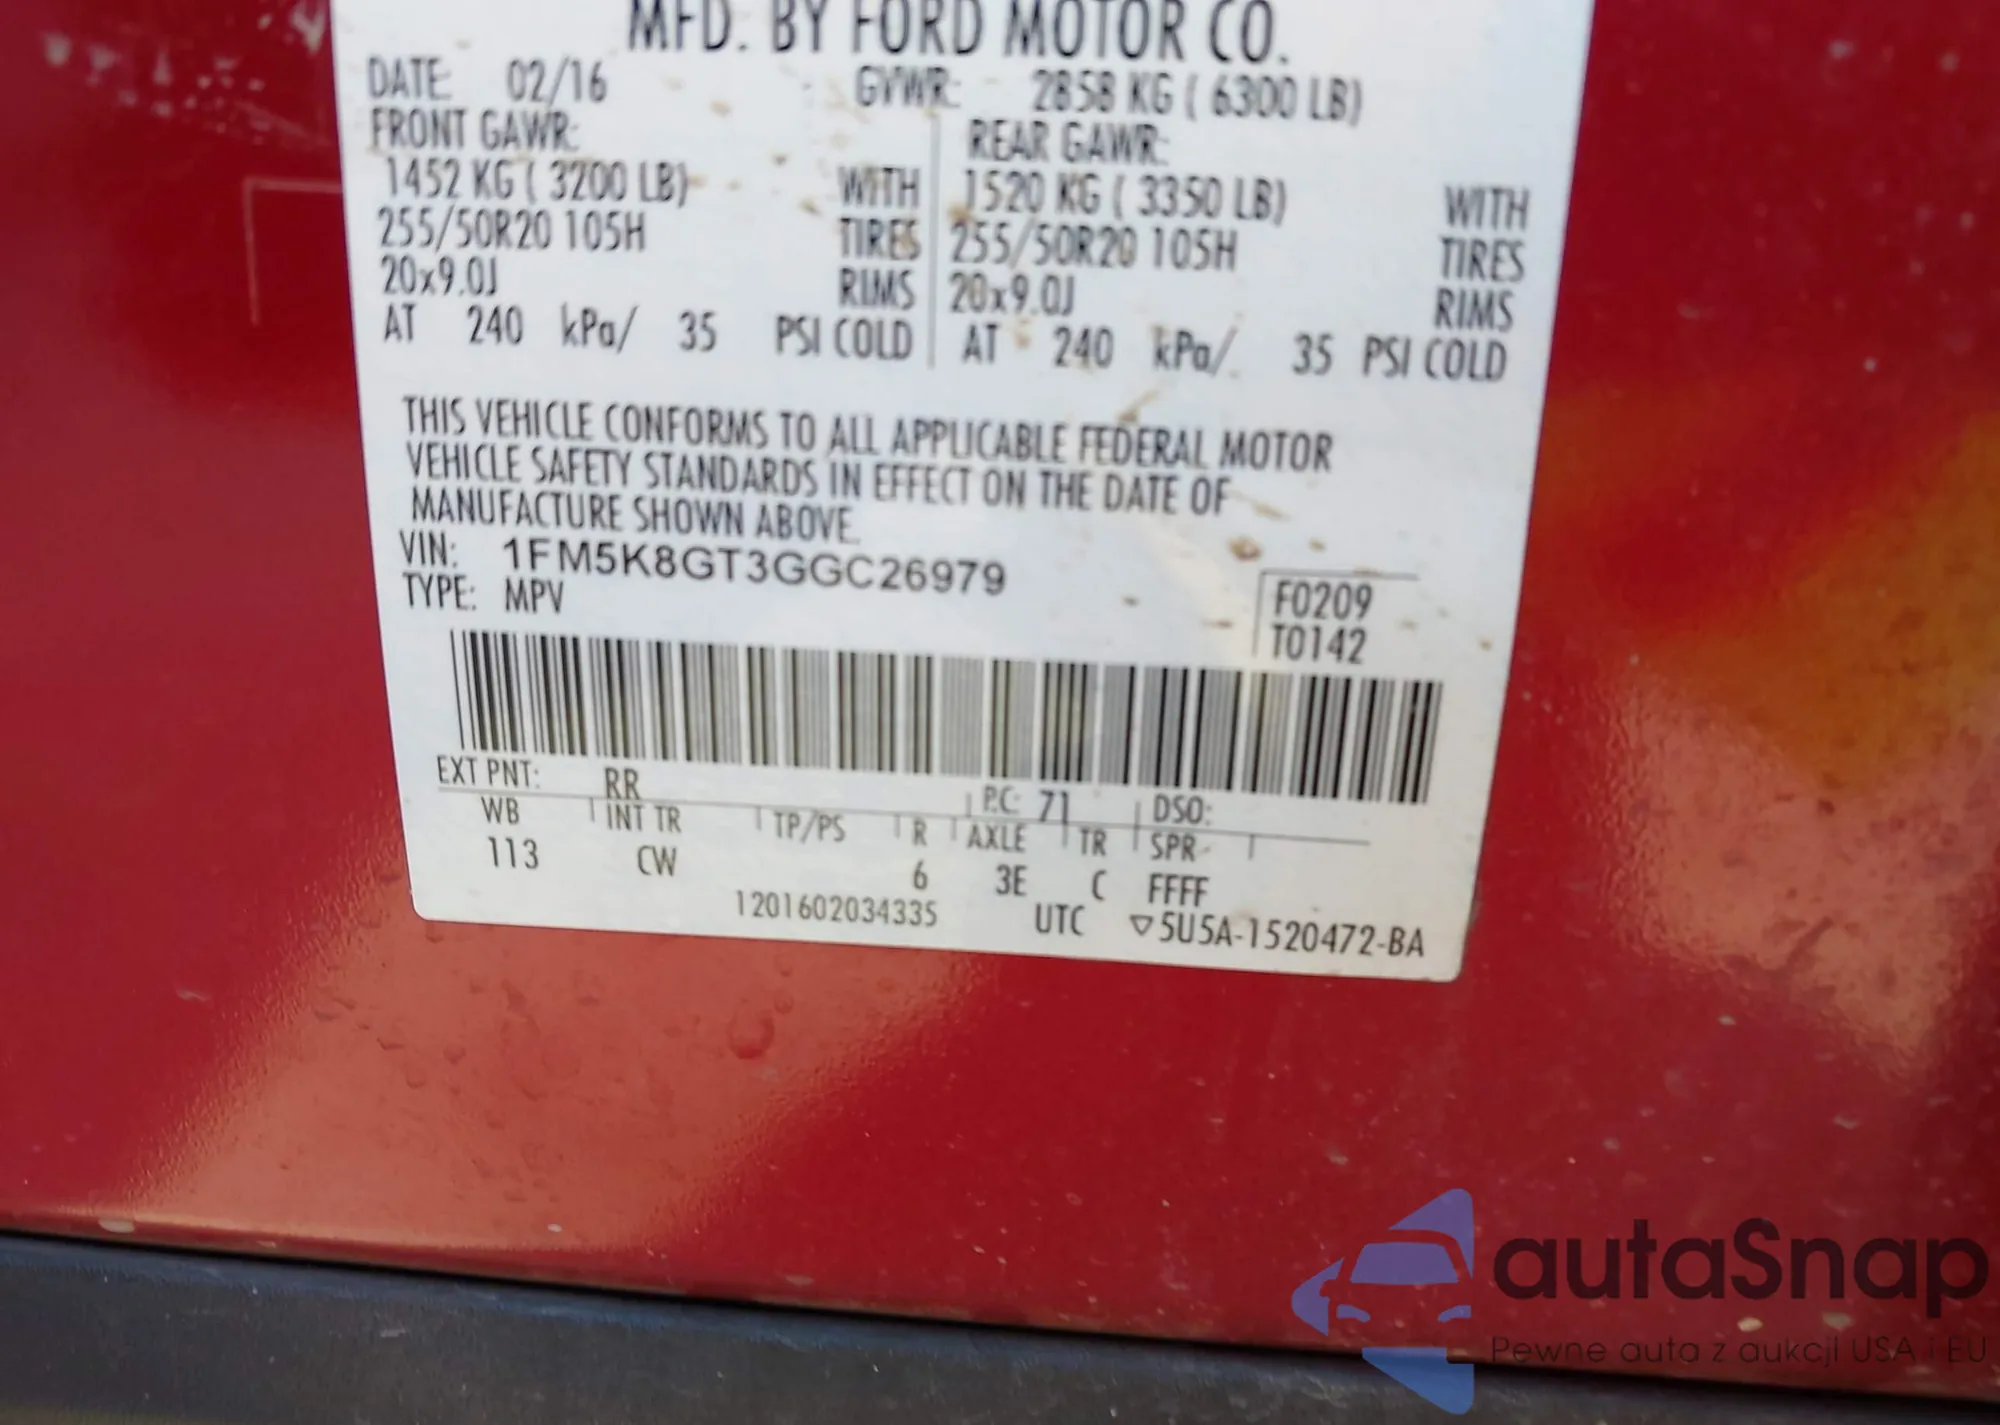 MFD. BY FORD MOTOR CO.
DATE: 02/16 GVWR: 2858 KG ( 6300 LB)
FRONT GAWR: REAR GAWR:
1452 KG ( 3200 LB) WITH 1520 KG ( 3350 LB) WITH
255/50R20 105H TIRES 255/50R20 105H TIRES
20x9.0J RIMS 20x9.0J RIMS
AT 240 kPa/ 35 PSI COLD AT 240 kPa/ 35 PSI COLD
THIS VEHICLE CONFORMS TO ALL APPLICABLE FEDERAL MOTOR
VEHICLE SAFETY STANDARDS IN EFFECT ON THE DATE OF
MANUFACTURE SHOWN ABOVE.
VIN: 1FM5K8GT3GGC26979
TYPE: MPV
F0209
T0142
EXT PNT: RR P.C: 71 DSO:
WB INT TR TP/PS R AXLE TR SPR
113 CW 6 3E C FFFF
1201602034335 UTC ▽5U5A-1520472-BA
autaSnap
Pewne auta z aukcji USA i EU